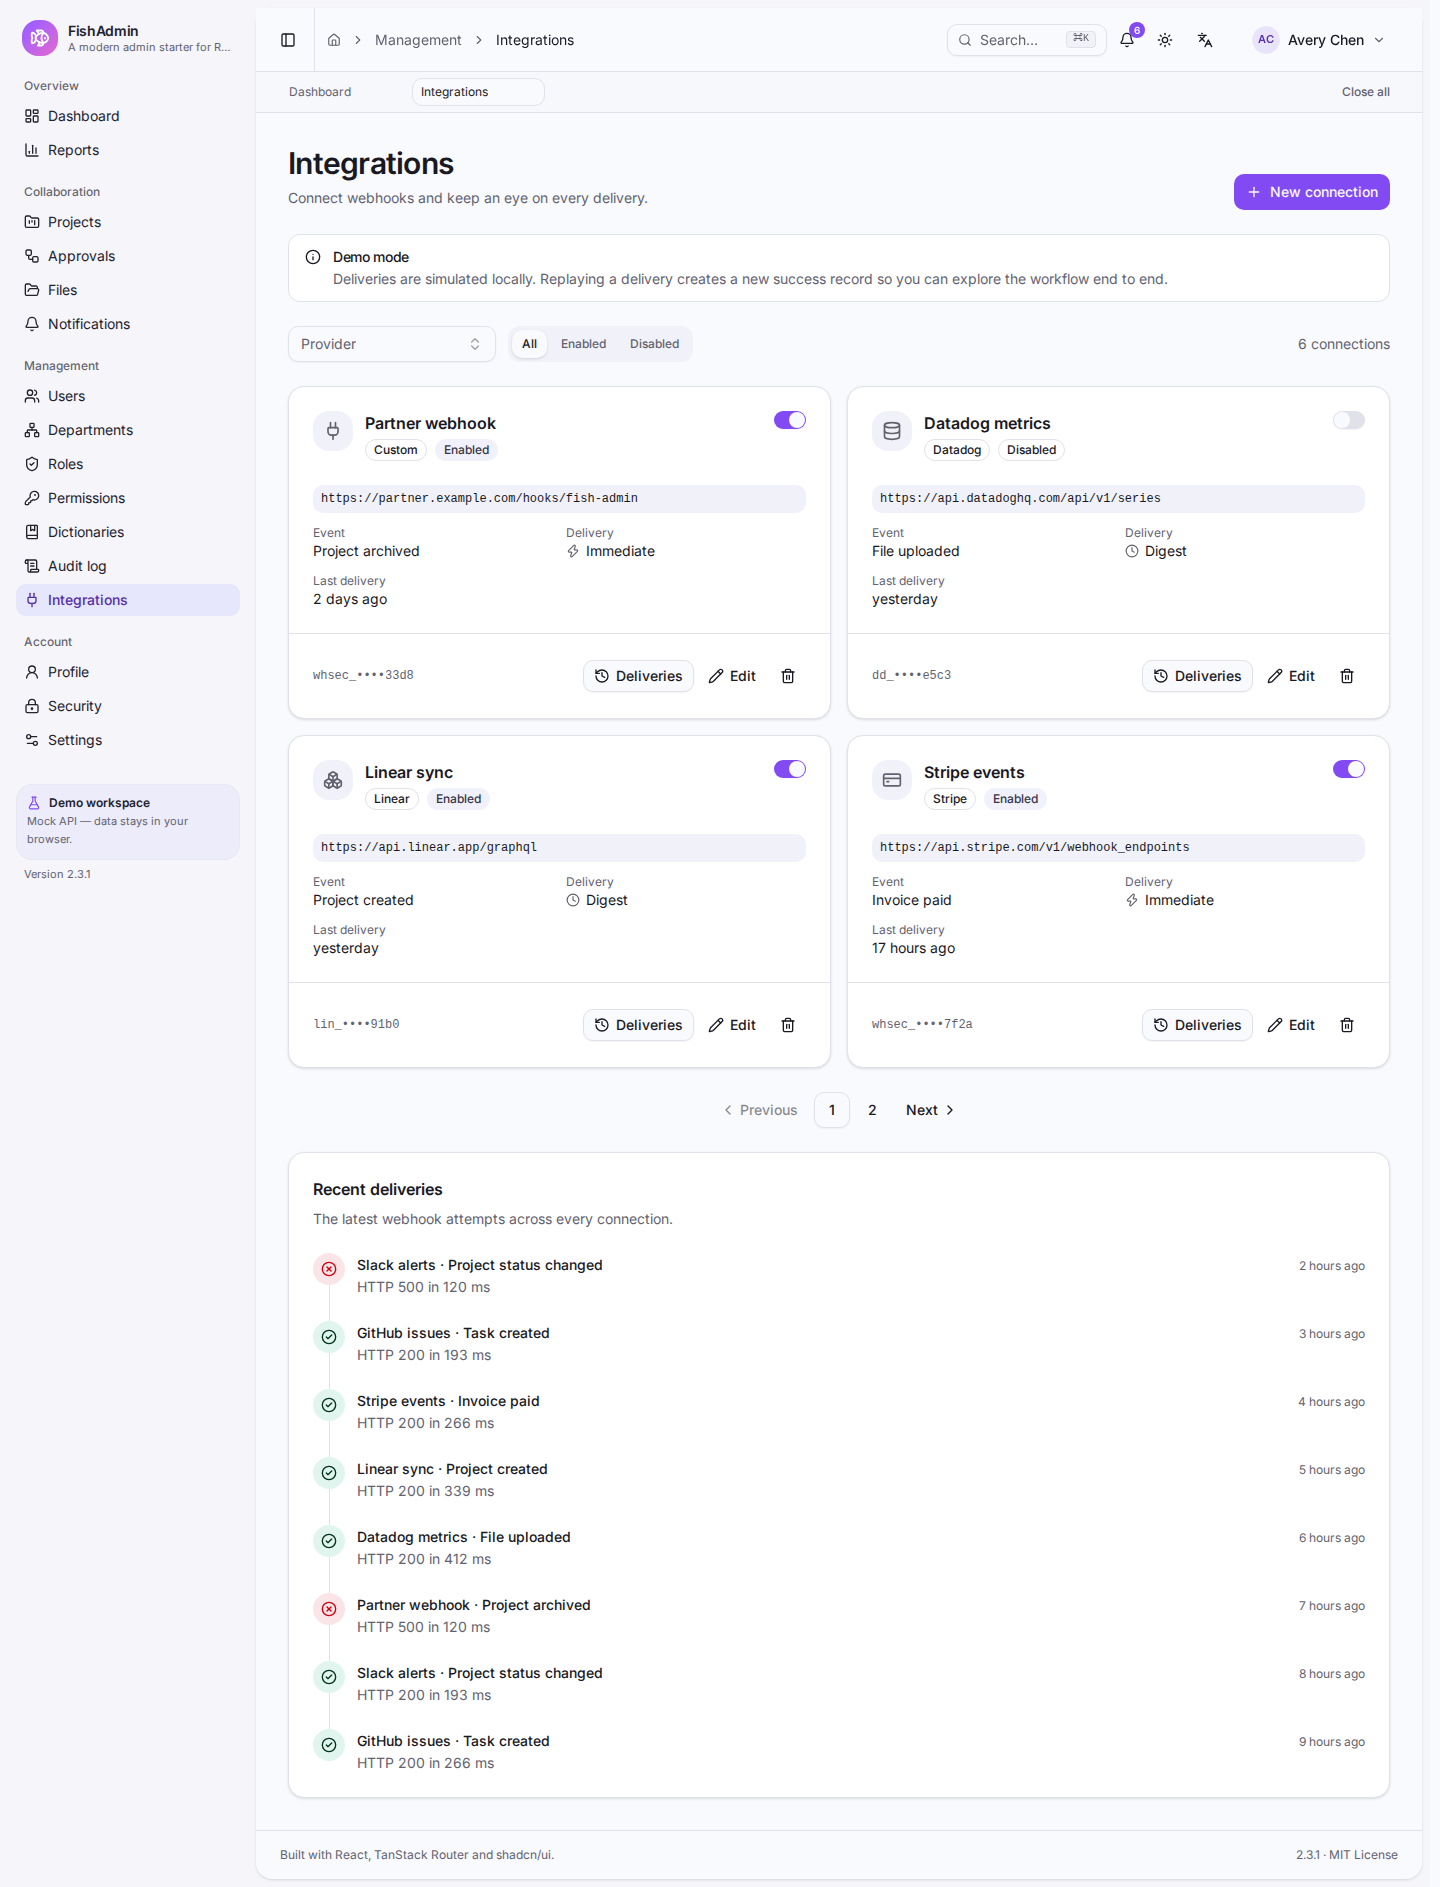 FishAdmin
A modern admin starter for R...
Overview
Dashboard
Reports
Collaboration
Projects
Approvals
Files
Notifications
Management
Users
Departments
Roles
Permissions
Dictionaries
Audit log
Integrations
Account
Profile
Security
Settings
Demo workspace
Mock API — data stays in your
browser.
Version 2.3.1
Management
Integrations
Search...
⌘K
6
AC
Avery Chen
Dashboard
Integrations
Close all
Integrations
Connect webhooks and keep an eye on every delivery.
New connection
Demo mode
Deliveries are simulated locally. Replaying a delivery creates a new success record so you can explore the workflow end to end.
Provider
All
Enabled
Disabled
6 connections
Partner webhook
Custom
Enabled
https://partner.example.com/hooks/fish-admin
Event
Delivery
Project archived
Immediate
Last delivery
2 days ago
whsec_••••33d8
Deliveries
Edit
Datadog metrics
Datadog
Disabled
https://api.datadoghq.com/api/v1/series
Event
Delivery
File uploaded
Digest
Last delivery
yesterday
dd_••••e5c3
Deliveries
Edit
Linear sync
Linear
Enabled
https://api.linear.app/graphql
Event
Delivery
Project created
Digest
Last delivery
yesterday
lin_••••91b0
Deliveries
Edit
Stripe events
Stripe
Enabled
https://api.stripe.com/v1/webhook_endpoints
Event
Delivery
Invoice paid
Immediate
Last delivery
17 hours ago
whsec_••••7f2a
Deliveries
Edit
Previous
1
2
Next
Recent deliveries
The latest webhook attempts across every connection.
Slack alerts · Project status changed
2 hours ago
HTTP 500 in 120 ms
GitHub issues · Task created
3 hours ago
HTTP 200 in 193 ms
Stripe events · Invoice paid
4 hours ago
HTTP 200 in 266 ms
Linear sync · Project created
5 hours ago
HTTP 200 in 339 ms
Datadog metrics · File uploaded
6 hours ago
HTTP 200 in 412 ms
Partner webhook · Project archived
7 hours ago
HTTP 500 in 120 ms
Slack alerts · Project status changed
8 hours ago
HTTP 200 in 193 ms
GitHub issues · Task created
9 hours ago
HTTP 200 in 266 ms
Built with React, TanStack Router and shadcn/ui.
2.3.1 · MIT License